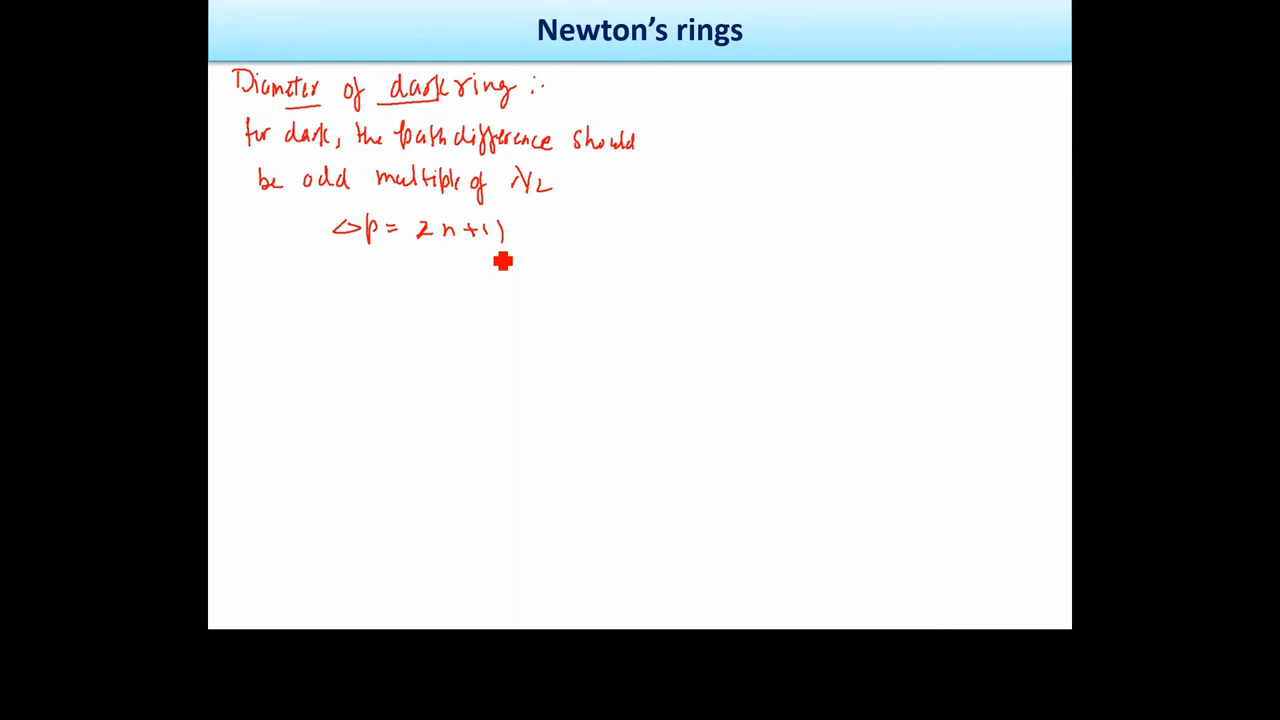 Newton’s rings
Diameter of dark ring :-
for dark, the path difference should
be odd multiple of λ/2
Δp = 2n+1)